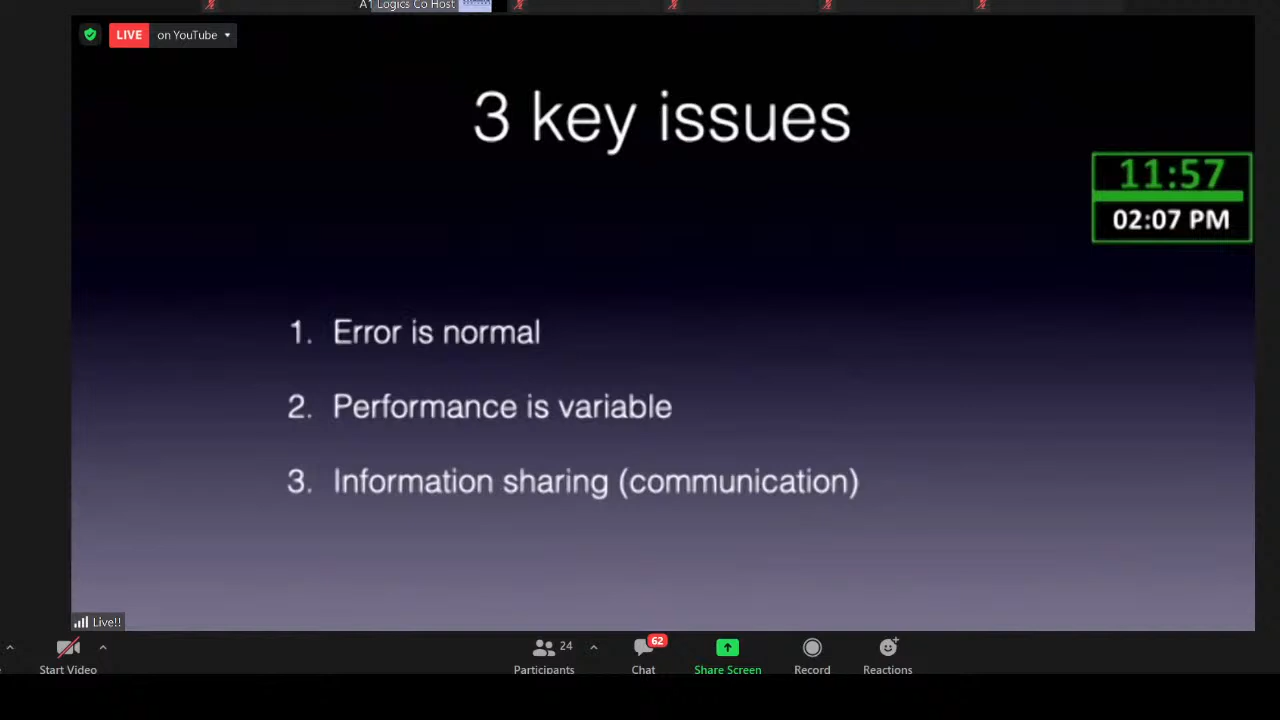 Logics Co Host
LIVE on YouTube
3 key issues
11:57
02:07 PM
1. Error is normal
2. Performance is variable
3. Information sharing (communication)
Live!!
24
62
Start Video
Participants
Chat
Share Screen
Record
Reactions